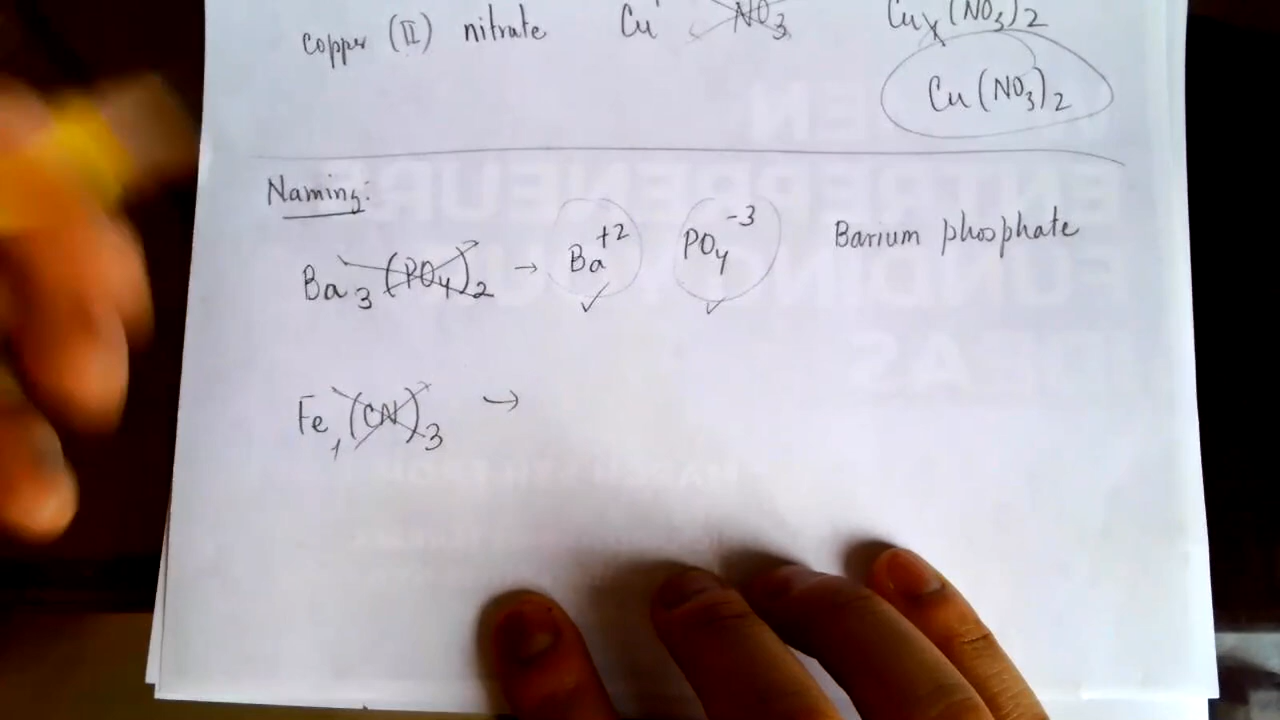 copper (II) nitrate Cu NO3 Cux(NO3)2
Cu(NO3)2
Naming:
Ba3(PO4)2 → Ba+2 PO4-3 Barium phosphate
Fe1(CN)3 →